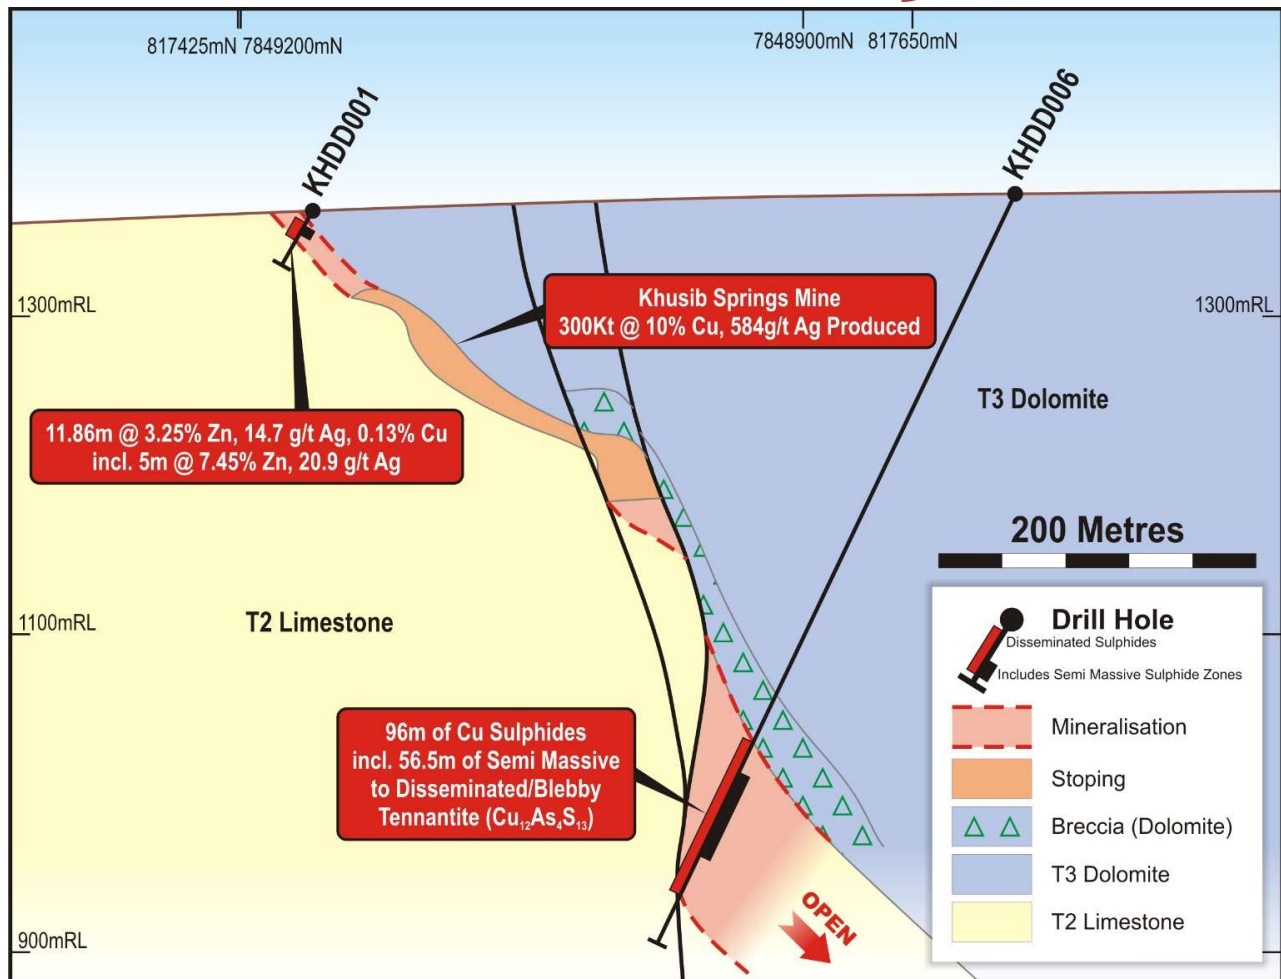 817425mN 7849200mN
7848900mN 817650mN
KHDD001
KHDD006
1300mRL
1300mRL
Khusib Springs Mine
300Kt @ 10% Cu, 584g/t Ag Produced
T3 Dolomite
11.86m @ 3.25% Zn, 14.7 g/t Ag, 0.13% Cu
incl. 5m @ 7.45% Zn, 20.9 g/t Ag
200 Metres
T2 Limestone
1100mRL
96m of Cu Sulphides
incl. 56.5m of Semi Massive
to Disseminated/Blebby
Tennantite (Cu₁₂As₄S₁₃)
900mRL
OPEN
Drill Hole
Disseminated Sulphides
Includes Semi Massive Sulphide Zones
Mineralisation
Stoping
Breccia (Dolomite)
T3 Dolomite
T2 Limestone